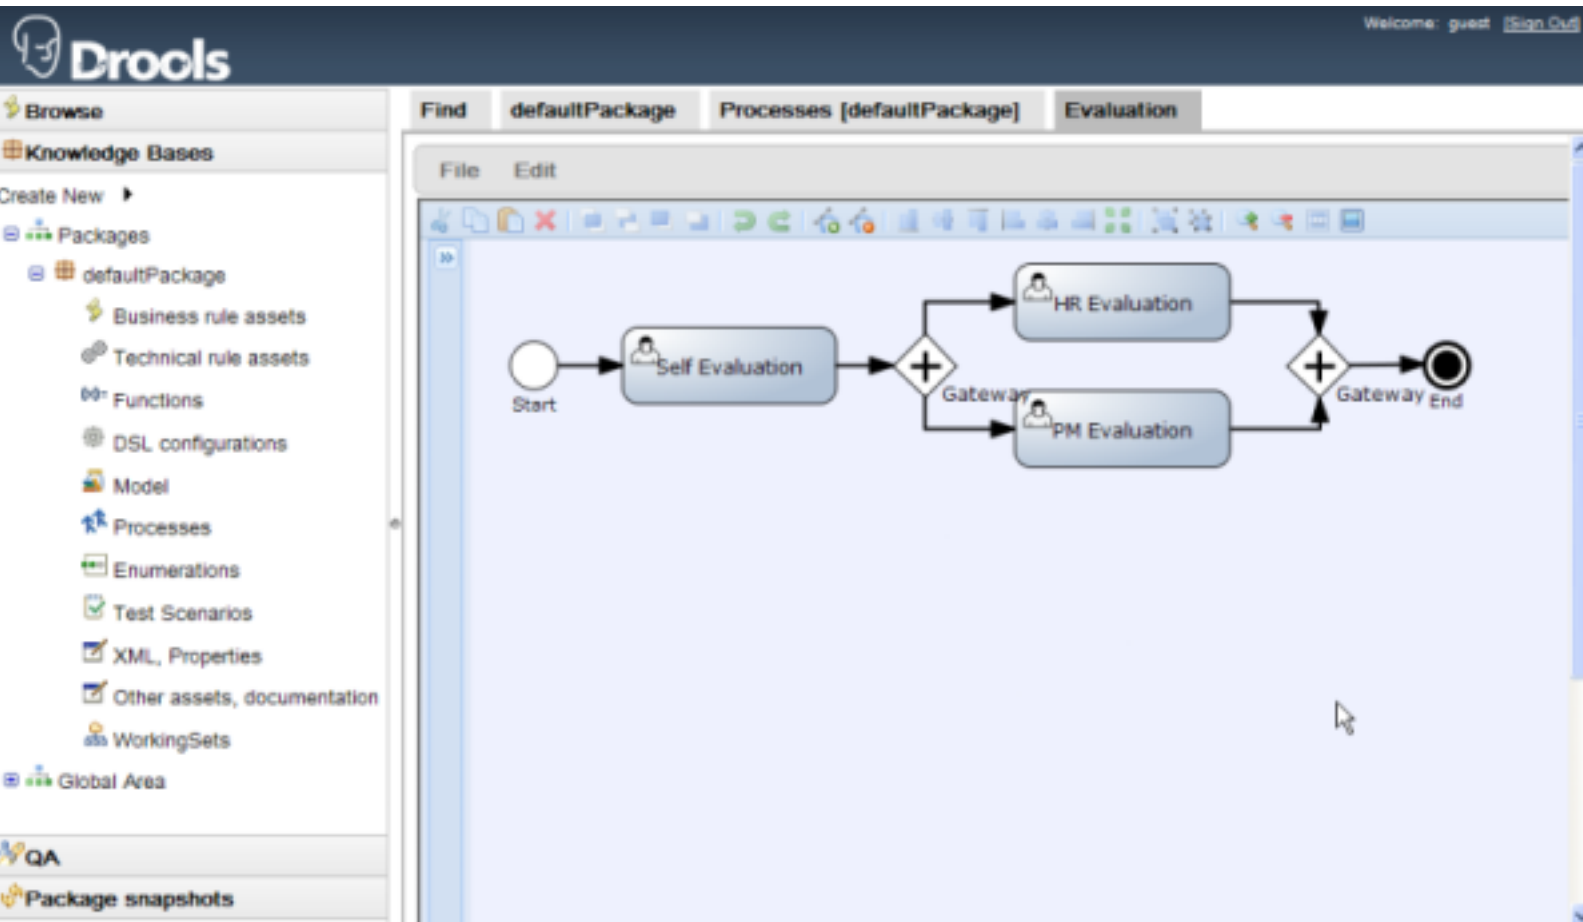 Drools
Welcome: guest [Sign Out]
Browse
Knowledge Bases
Create New
Packages
defaultPackage
Business rule assets
Technical rule assets
Functions
DSL configurations
Model
Processes
Enumerations
Test Scenarios
XML, Properties
Other assets, documentation
WorkingSets
Global Area
QA
Package snapshots
Find defaultPackage Processes [defaultPackage] Evaluation
File Edit
Start
Self Evaluation
Gateway
HR Evaluation
PM Evaluation
Gateway
End